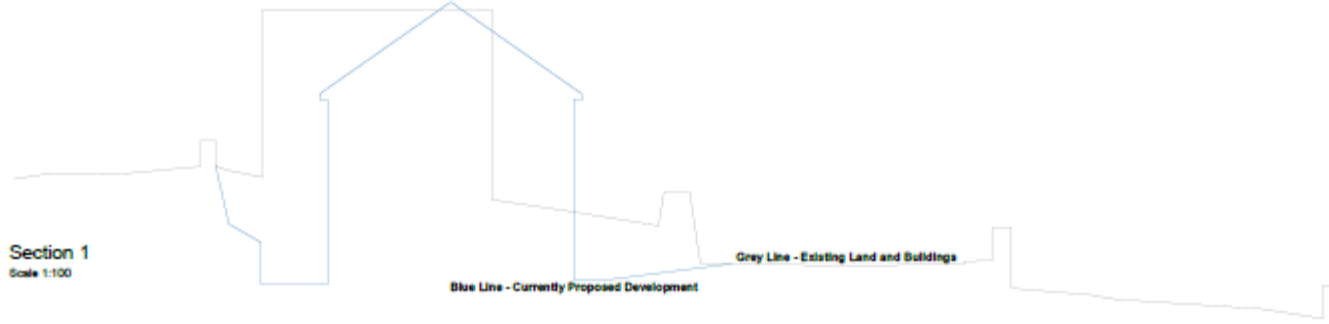 Section 1
Scale 1:100
Grey Line - Existing Land and Buildings
Blue Line - Currently Proposed Development